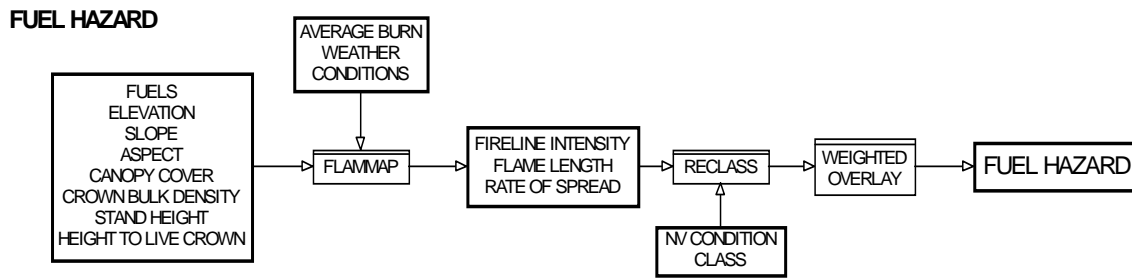 FUEL HAZARD
AVERAGE BURN
WEATHER
CONDITIONS
FUELS
ELEVATION
SLOPE
ASPECT
CANOPY COVER
CROWN BULK DENSITY
STAND HEIGHT
HEIGHT TO LIVE CROWN
FLAMMAP
FIRELINE INTENSITY
FLAME LENGTH
RATE OF SPREAD
RECLASS
NV CONDITION
CLASS
WEIGHTED
OVERLAY
FUEL HAZARD